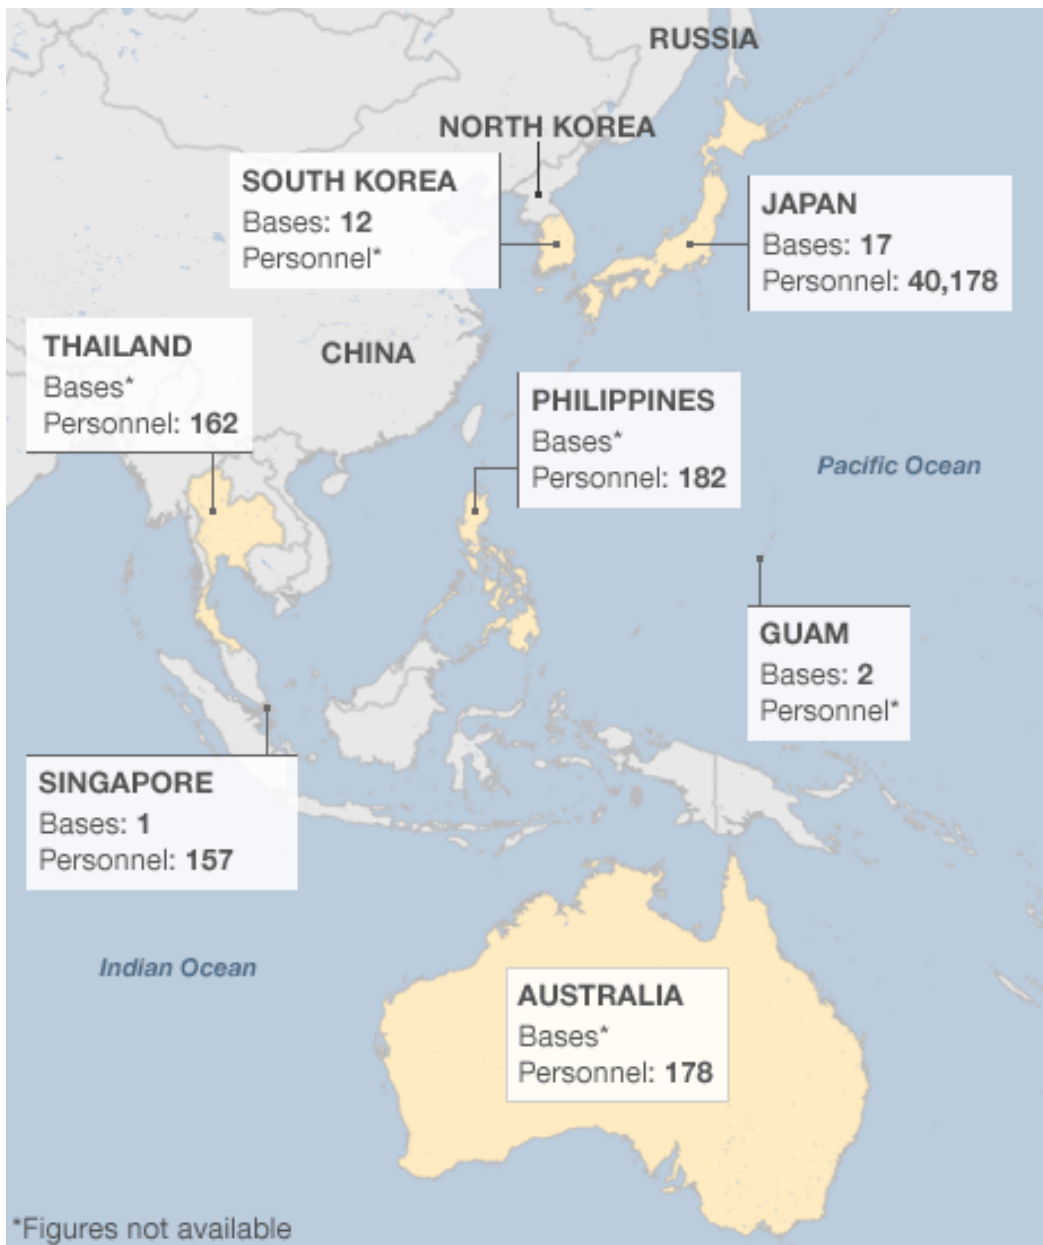 RUSSIA
NORTH KOREA
SOUTH KOREA
Bases: 12
Personnel*
JAPAN
Bases: 17
Personnel: 40,178
THAILAND
Bases*
Personnel: 162
CHINA
PHILIPPINES
Bases*
Personnel: 182
Pacific Ocean
GUAM
Bases: 2
Personnel*
SINGAPORE
Bases: 1
Personnel: 157
Indian Ocean
AUSTRALIA
Bases*
Personnel: 178
*Figures not available